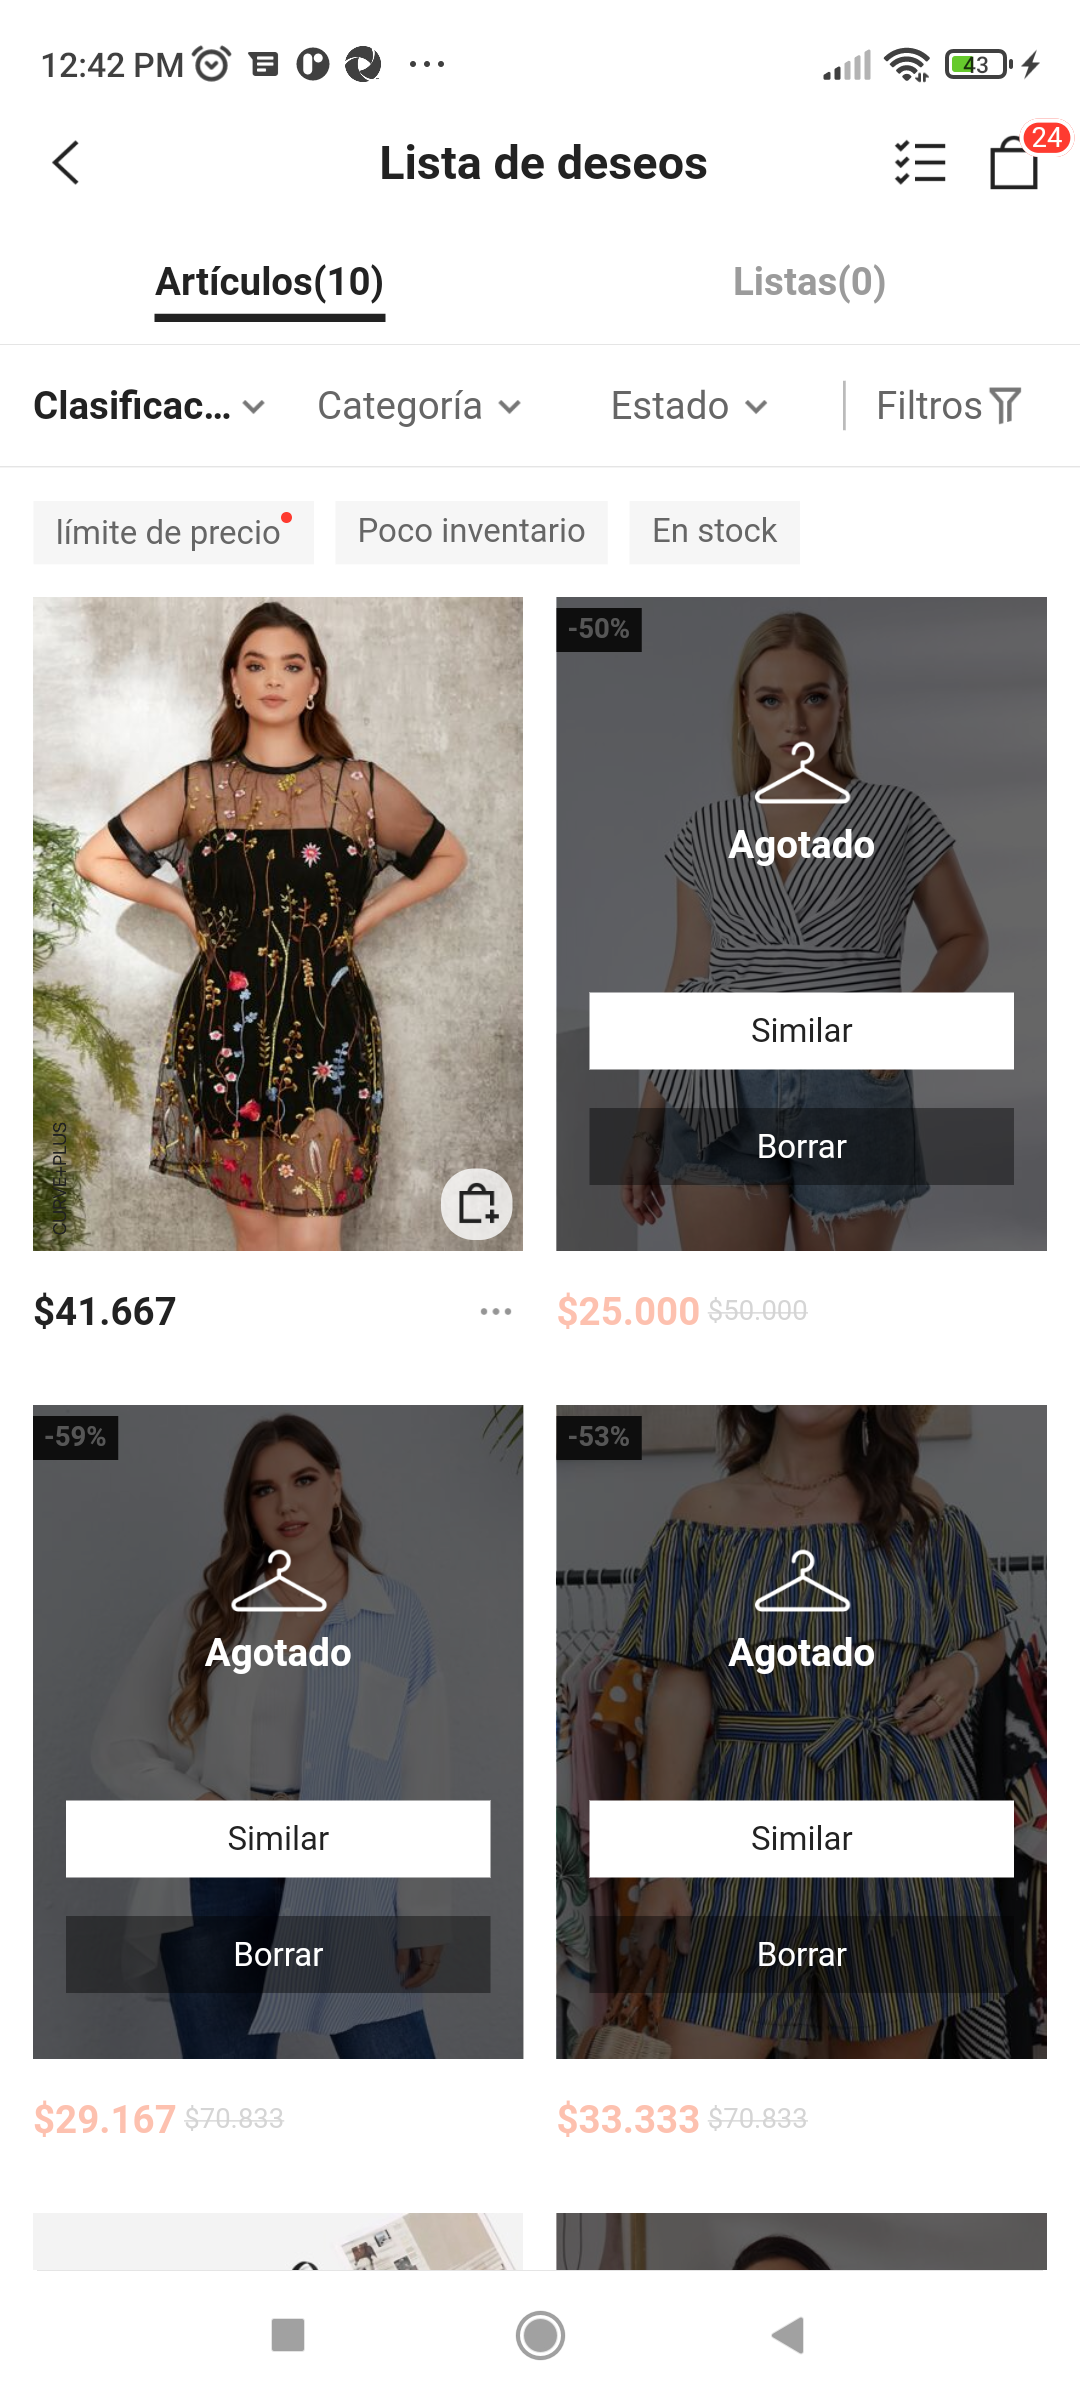 12:42 PM
43
Lista de deseos
24
Artículos(10)
Listas(0)
Clasificac...
Categoría
Estado
Filtros
límite de precio
Poco inventario
En stock
CURVE+PLUS
-50%
Agotado
Similar
Borrar
$41.667
$25.000 $50.000
-59%
Agotado
Similar
Borrar
-53%
Agotado
Similar
Borrar
$29.167 $70.833
$33.333 $70.833